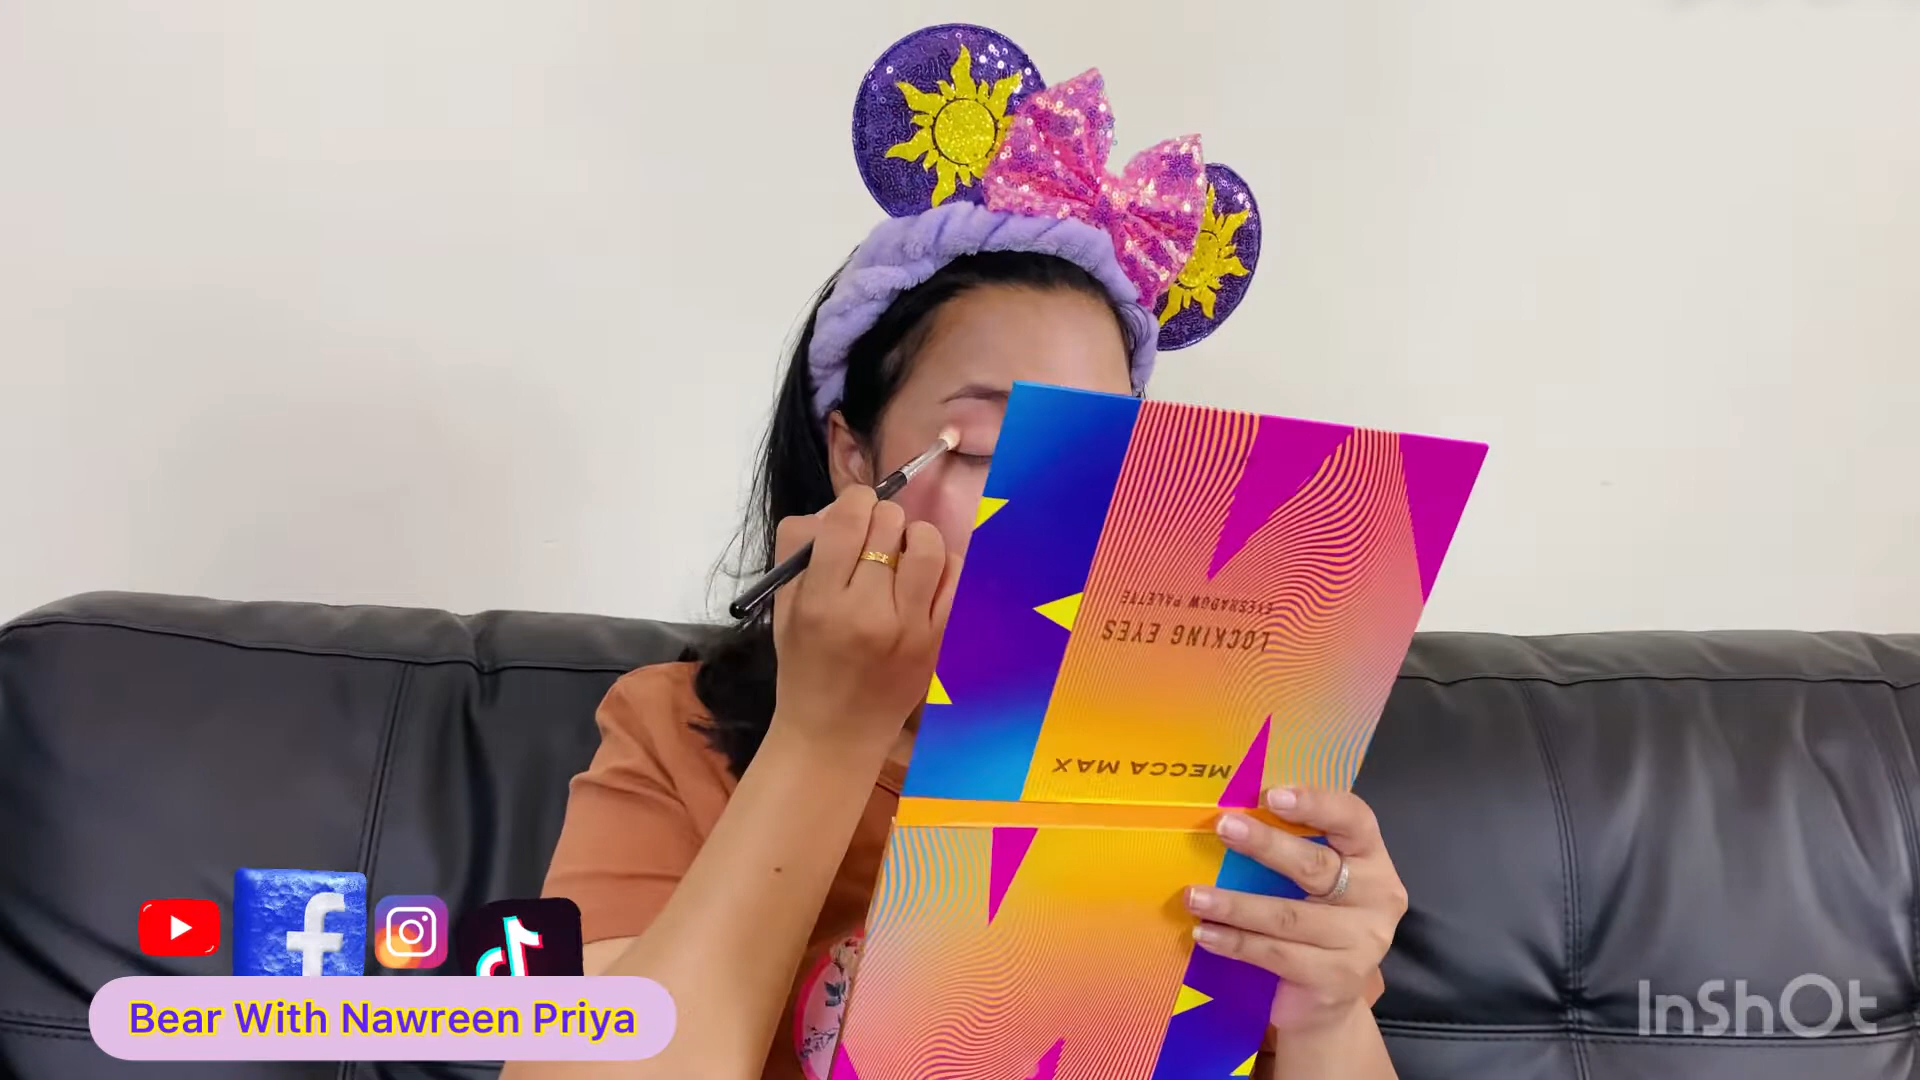 EYESHADOW PALETTE
LOCKING EYES
MECCA MAX
Bear With Nawreen Priya
InShOt